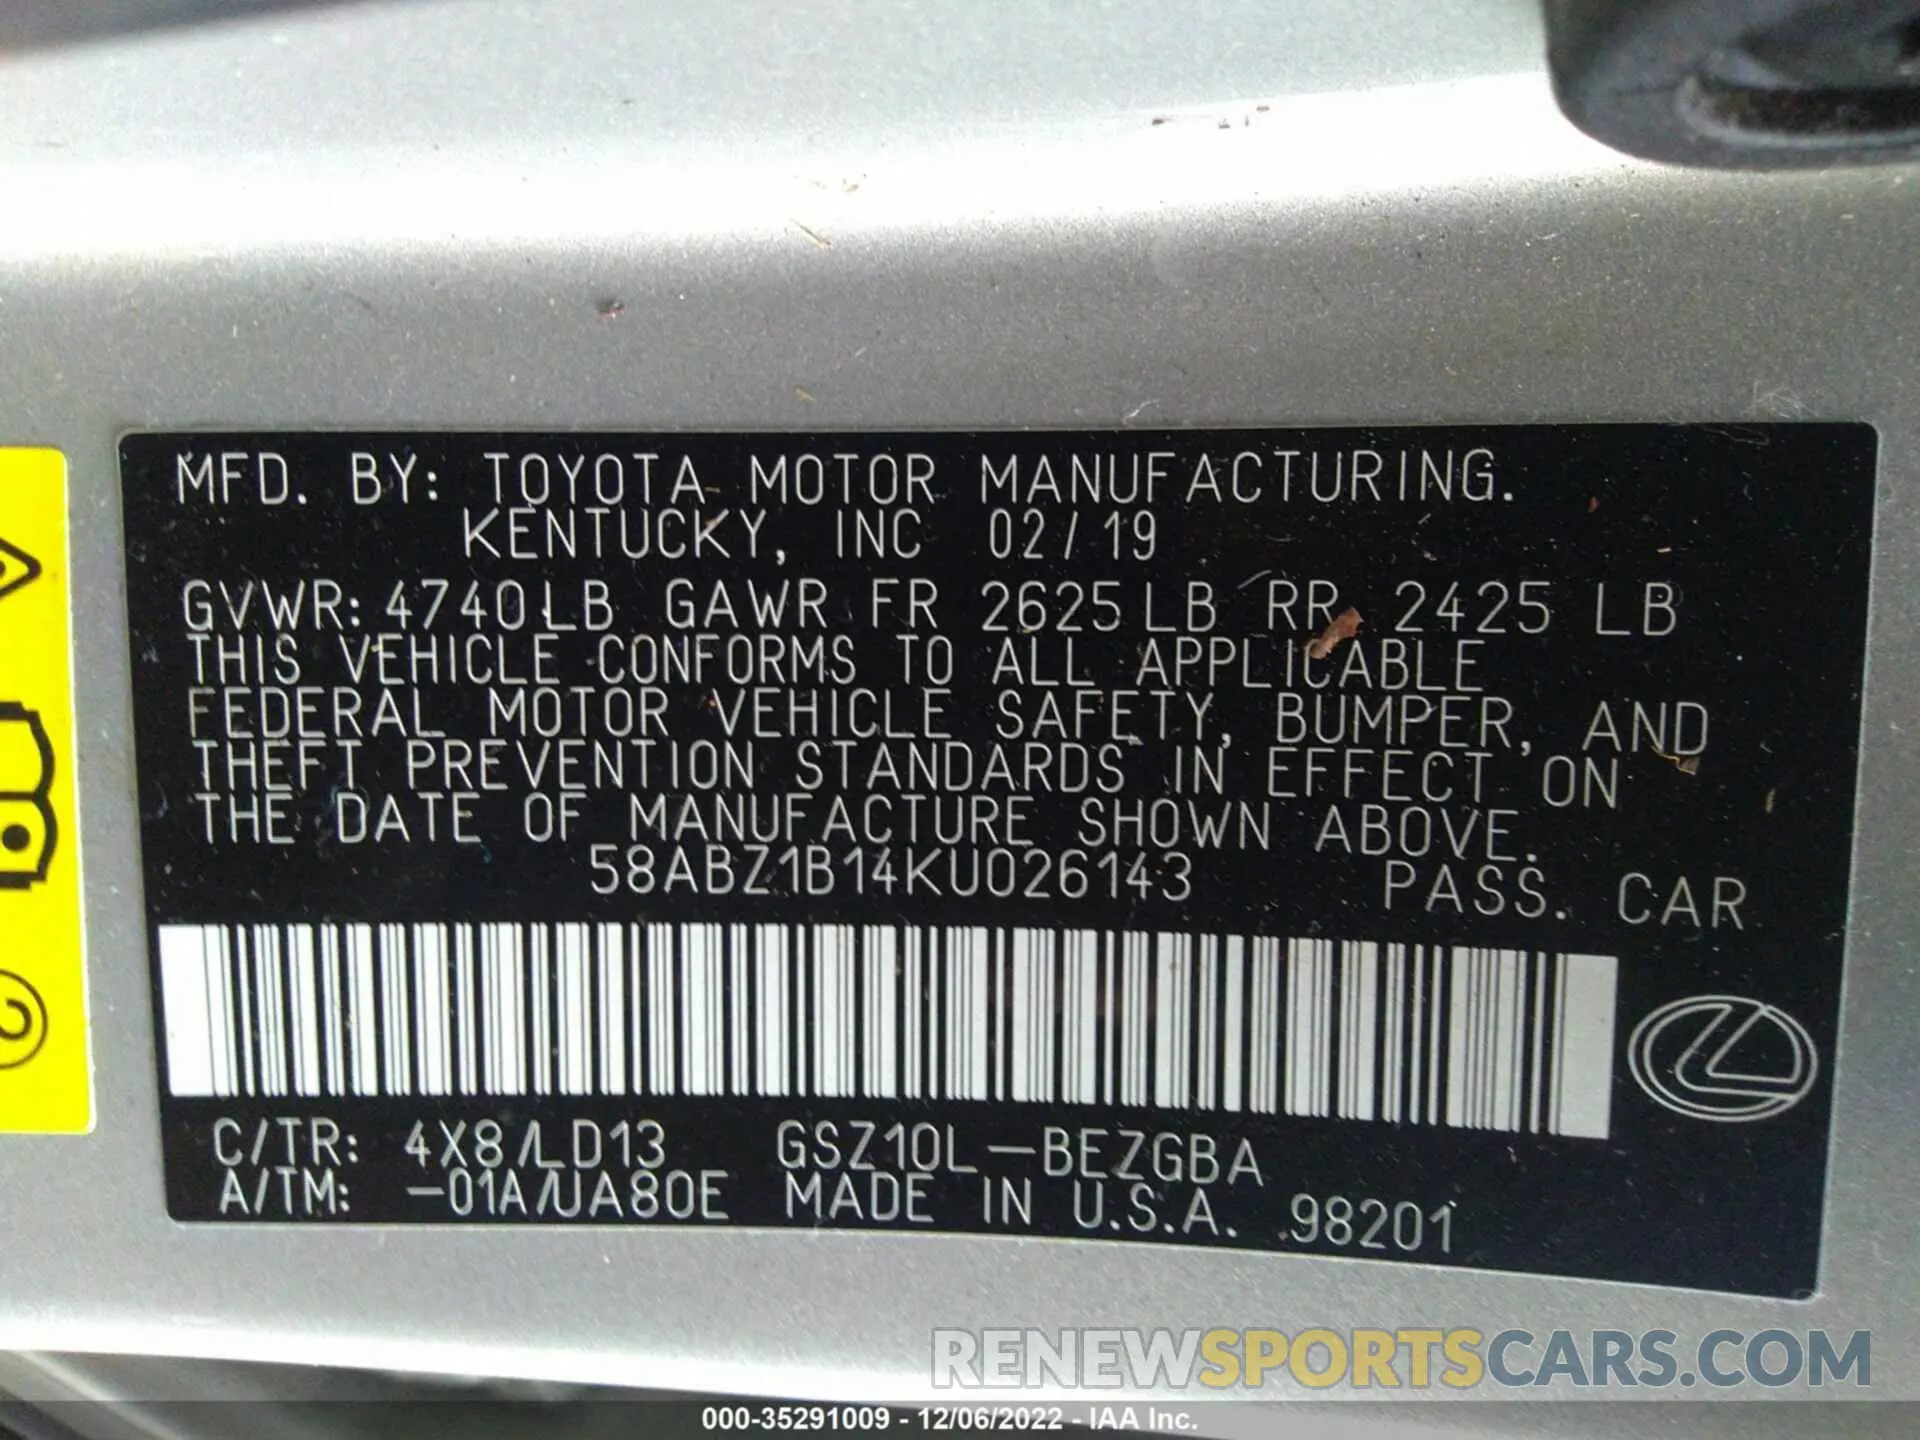 MFD. BY: TOYOTA MOTOR MANUFACTURING.
KENTUCKY, INC 02/19
GVWR: 4740LB GAWR FR 2625LB RR 2425 LB
THIS VEHICLE CONFORMS TO ALL APPLICABLE
FEDERAL MOTOR VEHICLE SAFETY, BUMPER, AND
THEFT PREVENTION STANDARDS IN EFFECT ON
THE DATE OF MANUFACTURE SHOWN ABOVE.
58ABZ1B14KU026143 PASS. CAR
C/TR: 4X8/LD13 GSZ10L-BEZGBA
A/TM: -01A/UA80E MADE IN U.S.A. 98201
2
RENEWSPORTSCARS.COM
000-35291009 - 12/06/2022 - IAA Inc.